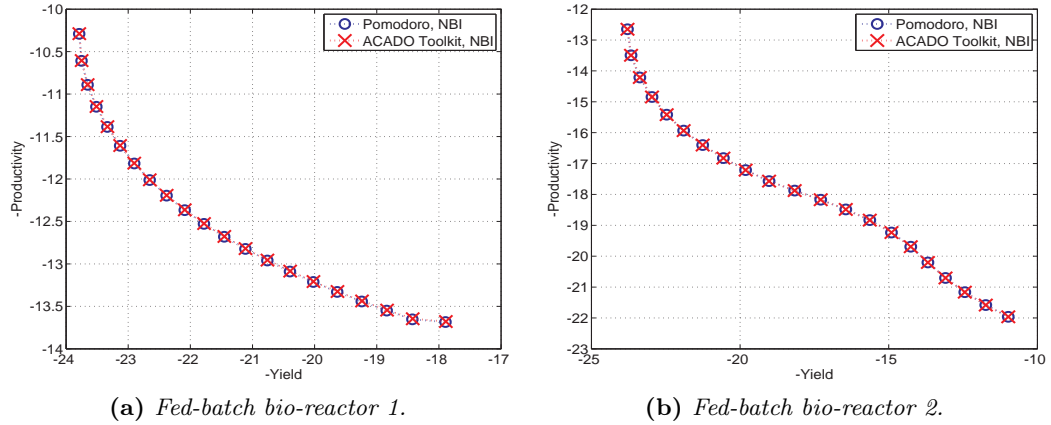 -10
-10.5
-11
-11.5
-12
-12.5
-13
-13.5
-14
-Productivity
-24 -23 -22 -21 -20 -19 -18 -17
-Yield
Pomodoro, NBI
ACADO Toolkit, NBI
(a) Fed-batch bio-reactor 1.
-12
-13
-14
-15
-16
-17
-18
-19
-20
-21
-22
-23
-Productivity
-25 -20 -15 -10
-Yield
Pomodoro, NBI
ACADO Toolkit, NBI
(b) Fed-batch bio-reactor 2.